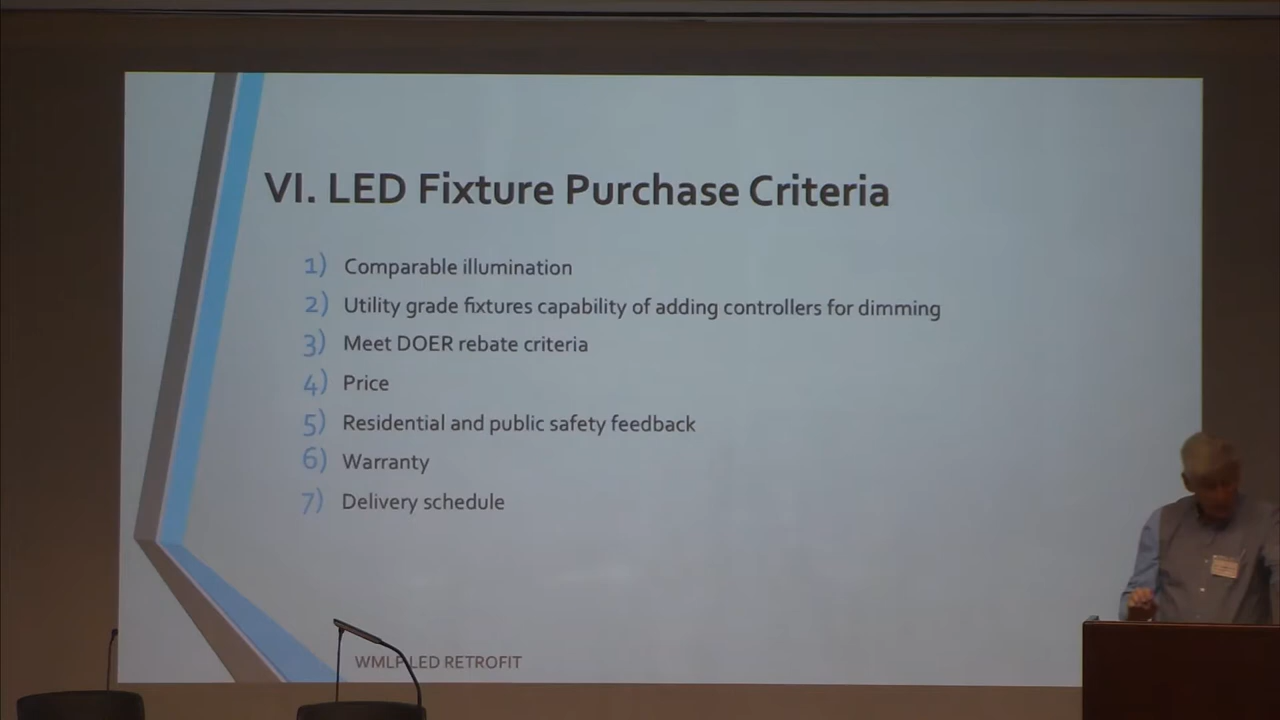 VI. LED Fixture Purchase Criteria
1) Comparable illumination
2) Utility grade fixtures capability of adding controllers for dimming
3) Meet DOER rebate criteria
4) Price
5) Residential and public safety feedback
6) Warranty
7) Delivery schedule
WMLP LED RETROFIT